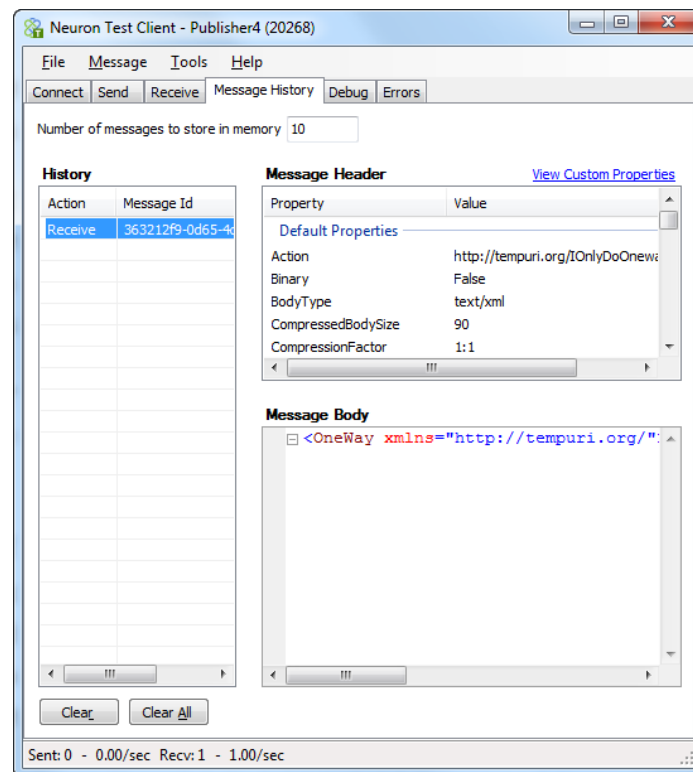 Neuron Test Client - Publisher4 (20268)
File Message Tools Help
Connect Send Receive Message History Debug Errors
Number of messages to store in memory 10
History
Action Message Id
Receive 363212f9-0d65-4c
Message Header View Custom Properties
Property Value
Default Properties
Action http://tempuri.org/IOnlyDoOnewa
Binary False
BodyType text/xml
CompressedBodySize 90
CompressionFactor 1:1
Message Body
<OneWay xmlns="http://tempuri.org/"
Clear Clear All
Sent: 0 - 0.00/sec Recv: 1 - 1.00/sec